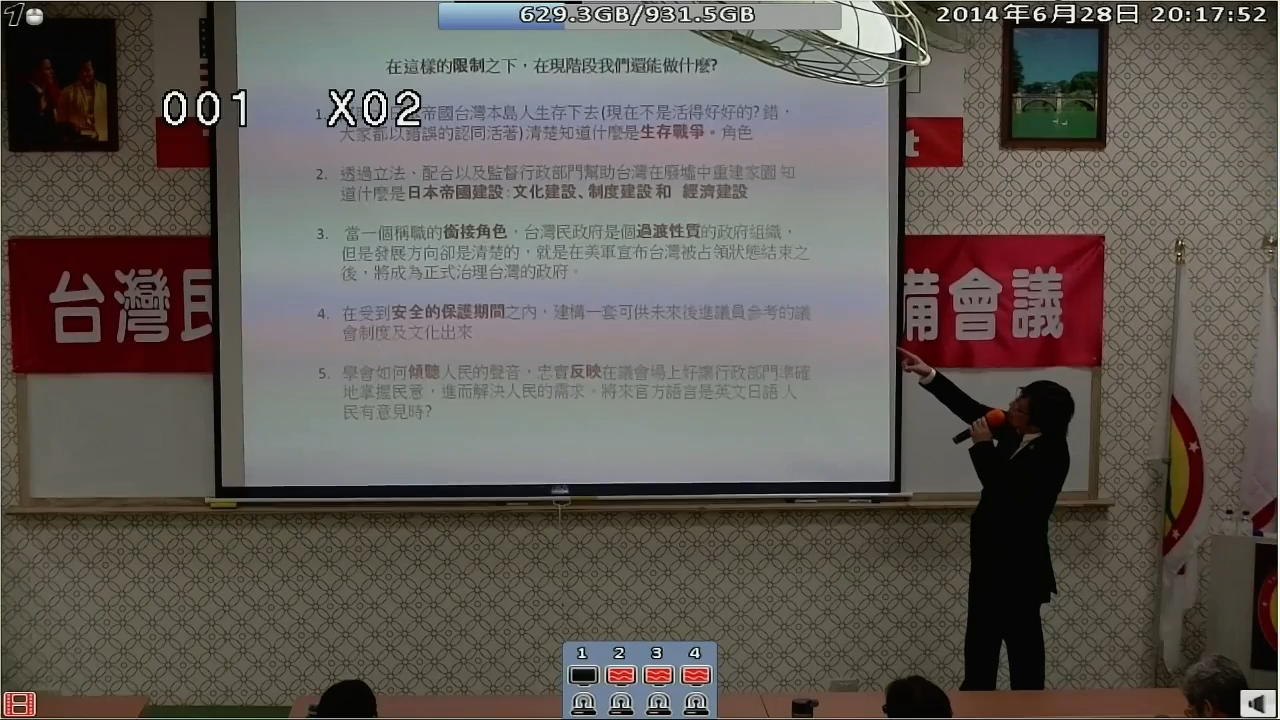 629.3GB/931.5GB
2014年6月28日 20:17:52
001 X02
在這樣的限制之下，在現階段我們還能做什麼?
1. 帝國台灣本島人生存下去(現在不是活得好好的? 錯，
大家都以錯誤的認同活著) 清楚知道什麼是生存戰爭。角色
2. 透過立法、配合以及監督行政部門幫助台灣在廢墟中重建家園 知
道什麼是日本帝國建設: 文化建設、制度建設 和 經濟建設
3. 當一個稱職的銜接角色，台灣民政府是個過渡性質的政府組織，
但是發展方向卻是清楚的，就是在美軍宣布台灣被占領狀態結束之
後，將成為正式治理台灣的政府。
4. 在受到安全的保護期間之內，建構一套可供未來後進議員參考的議
會制度及文化出來
5. 學會如何傾聽人民的聲音，忠實反映在議會場上好讓行政部門準確
地掌握民意，進而解決人民的需求。將來官方語言是英文日語 人
民有意見時?
t
台灣民
備會議
1 2 3 4